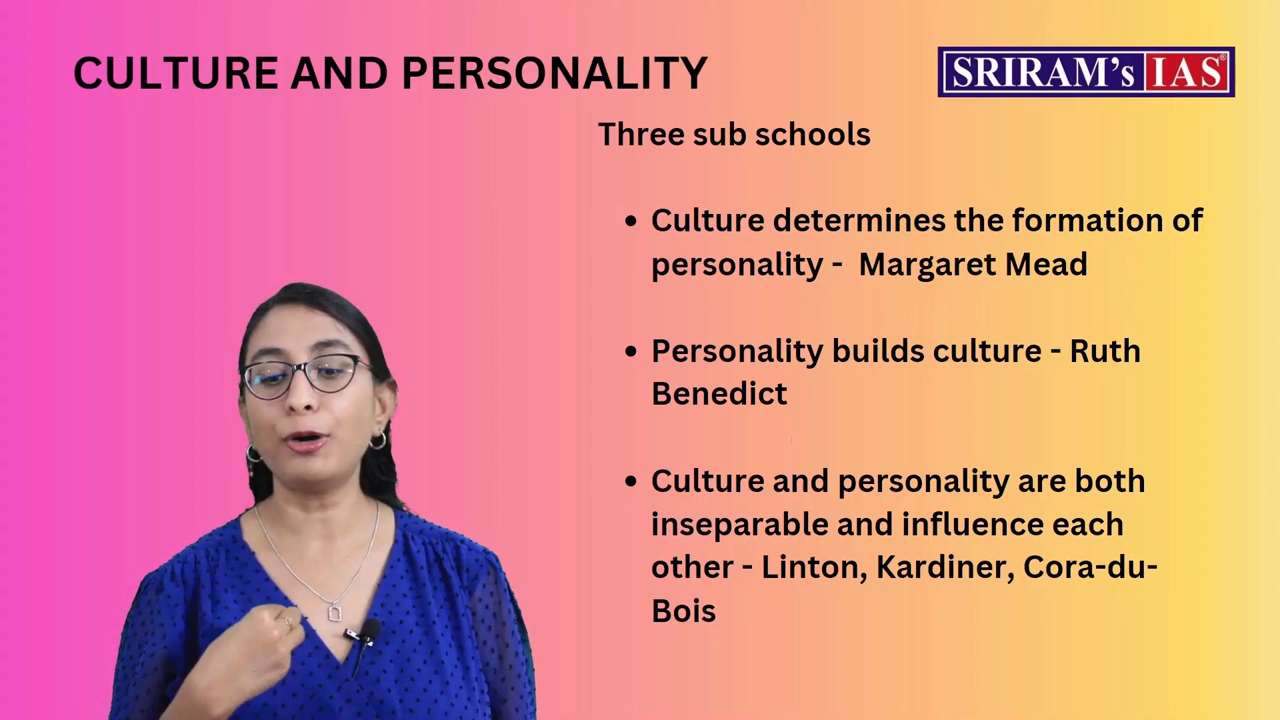 CULTURE AND PERSONALITY
SRIRAM's IAS®
Three sub schools
• Culture determines the formation of
personality - Margaret Mead
• Personality builds culture - Ruth
Benedict
• Culture and personality are both
inseparable and influence each
other - Linton, Kardiner, Cora-du-
Bois